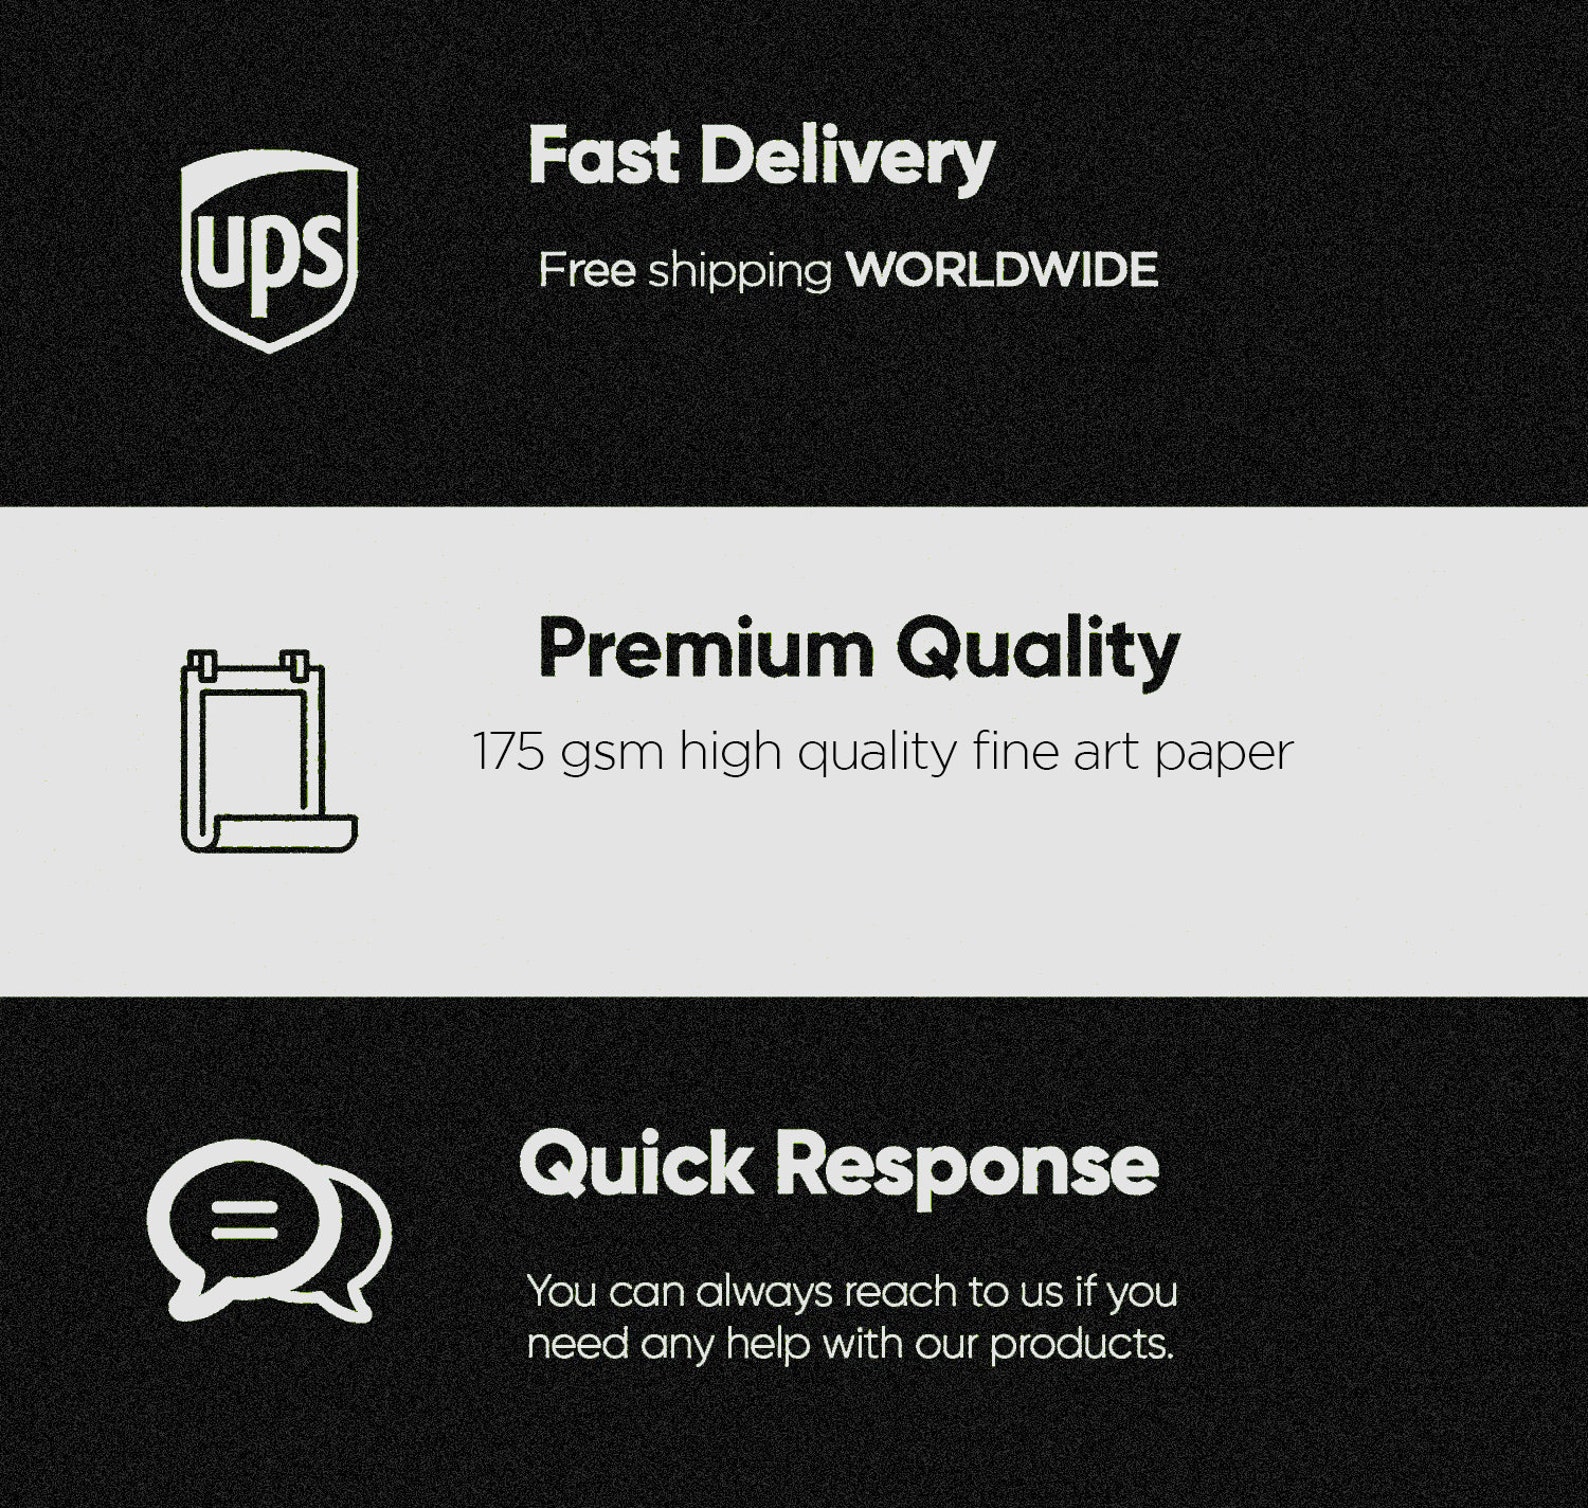 ups
Fast Delivery
Free shipping WORLDWIDE
Premium Quality
175 gsm high quality fine art paper
Quick Response
You can always reach to us if you
need any help with our products.